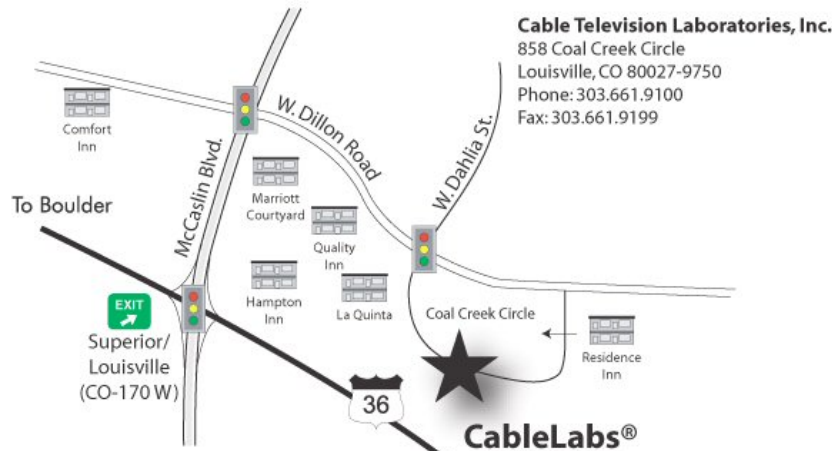 Cable Television Laboratories, Inc.
858 Coal Creek Circle
Louisville, CO 80027-9750
Phone: 303.661.9100
Fax: 303.661.9199
Comfort
Inn
W. Dillon Road
W. Dahlia St.
McCaslin Blvd.
Marriott
Courtyard
To Boulder
Quality
Inn
EXIT
Hampton
Inn
La Quinta
Coal Creek Circle
Superior/
Louisville
(CO-170 W)
Residence
Inn
36
CableLabs®